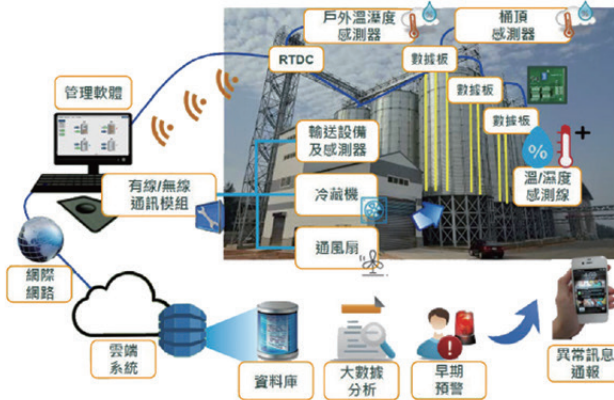 戶外溫溼度
感測器
桶頂
感測器
RTDC
數據板
數據板
數據板
管理軟體
輸送設備
及感測器
%
+
溫/濕度
感測線
有線/無線
通訊模組
冷藏機
通風扇
網際
網路
雲端
系統
資料庫
大數據
分析
早期
預警
異常訊息
通報